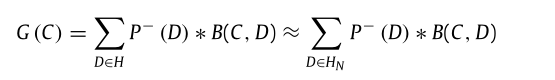 G (C) = ∑_{D∈H} P⁻ (D) ∗ B(C, D) ≈ ∑_{D∈H_N} P⁻ (D) ∗ B(C, D)